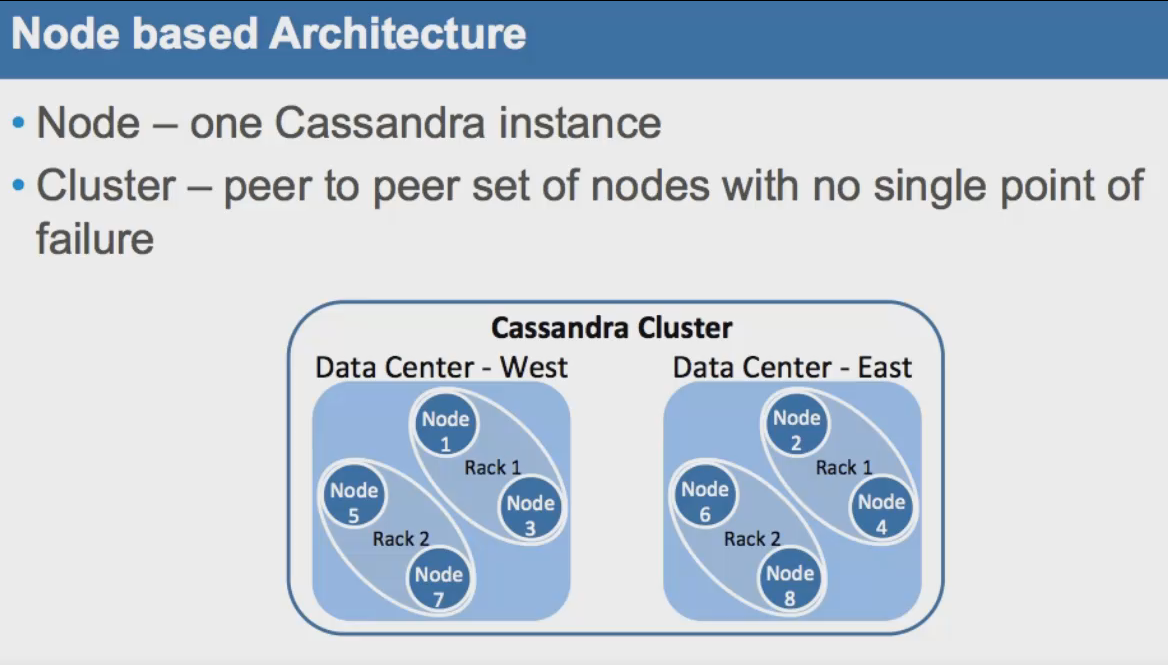 Node based Architecture
• Node – one Cassandra instance
• Cluster – peer to peer set of nodes with no single point of
failure
Cassandra Cluster
Data Center - West
Node
1
Rack 1
Node
3
Node
5
Rack 2
Node
7
Data Center - East
Node
2
Rack 1
Node
4
Node
6
Rack 2
Node
8